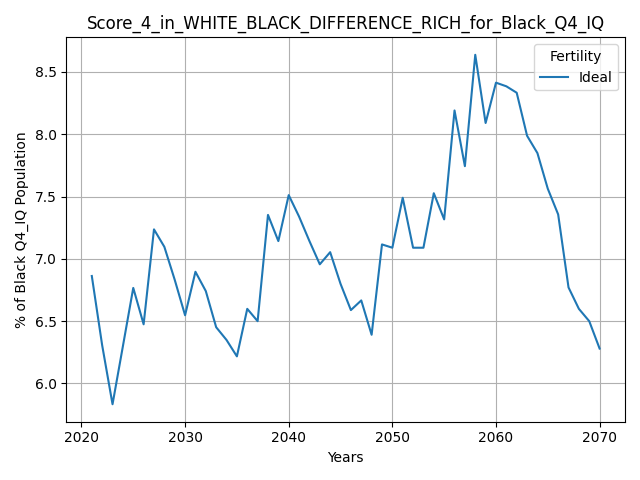 Score_4_in_WHITE_BLACK_DIFFERENCE_RICH_for_Black_Q4_IQ
Fertility
Ideal
% of Black Q4_IQ Population
8.5
8.0
7.5
7.0
6.5
6.0
2020 2030 2040 2050 2060 2070
Years